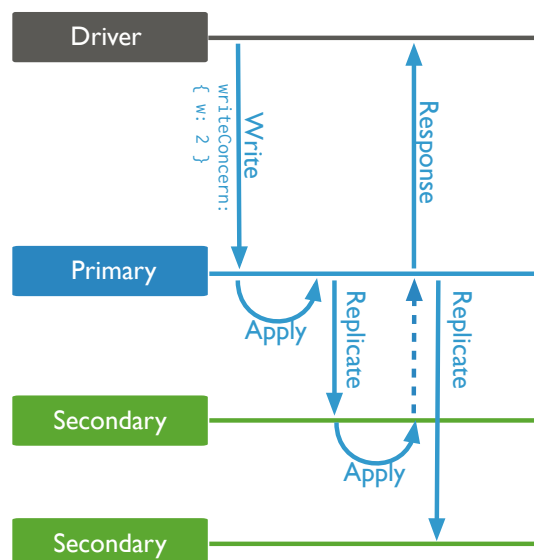 Driver
Write
writeConcern:
{ w: 2 }
Response
Primary
Apply
Replicate
Replicate
Secondary
Apply
Secondary